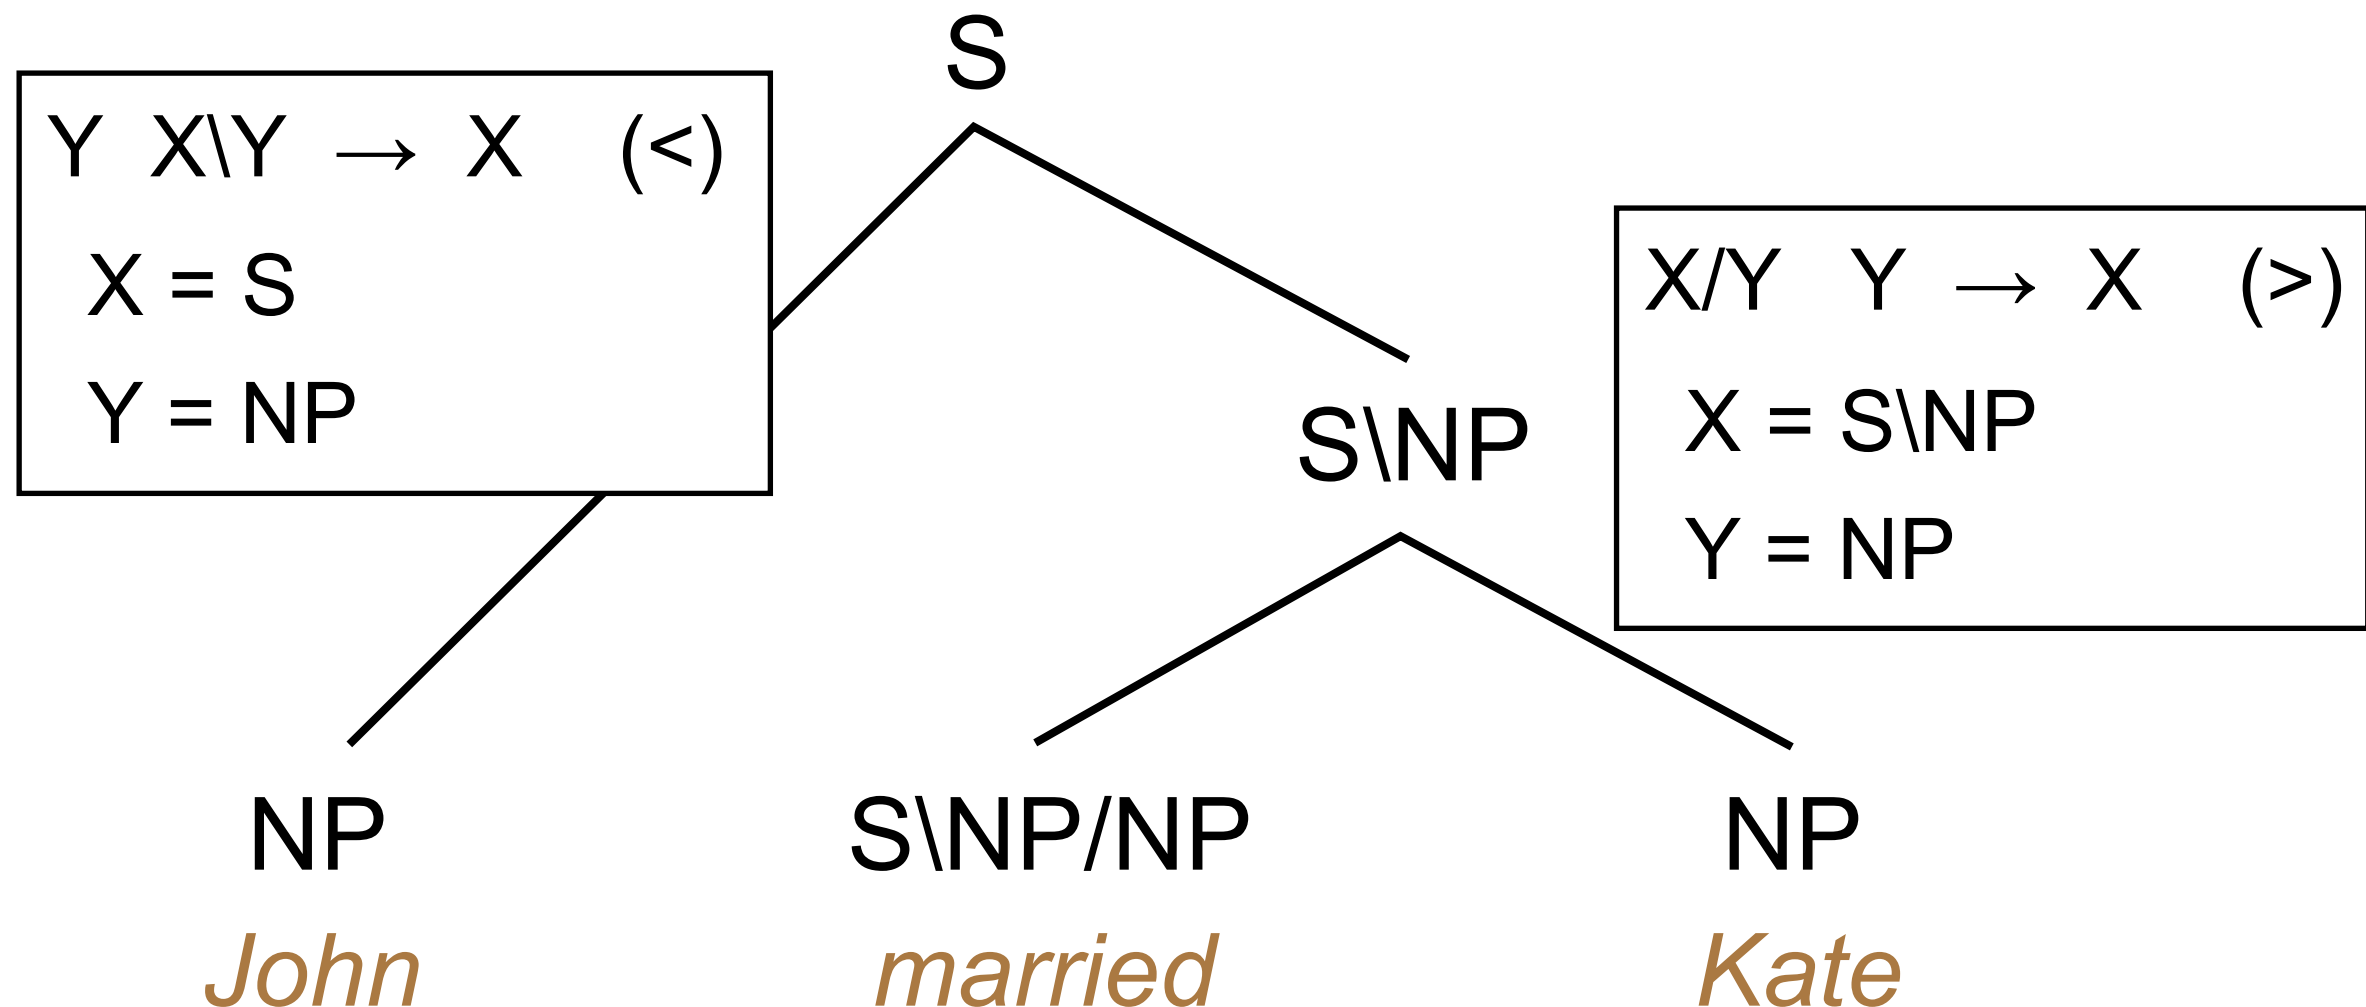 S
Y X\Y → X (<)
X = S
Y = NP
X/Y Y → X (>)
X = S\NP
Y = NP
S\NP
NP S\NP/NP NP
John married Kate